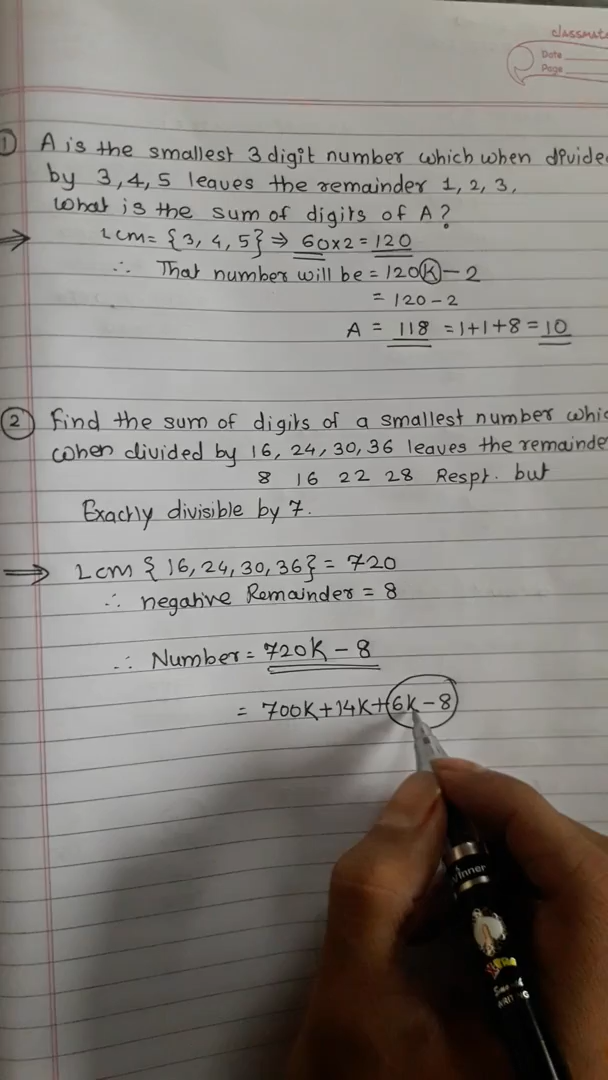 classmat
Date
Page
1 A is the smallest 3 digit number which when divide
by 3, 4, 5 leaves the remainder 1, 2, 3,
what is the sum of digits of A?
⇒ LCM = {3, 4, 5} ⇒ 60×2 = 120
∴ That number will be = 120k - 2
= 120 - 2
A = 118 = 1+1+8 = 10
2 Find the sum of digits of a smallest number whic
when divided by 16, 24, 30, 36 leaves the remainde
8 16 22 28 Respt. but
Exactly divisible by 7.
⇒ LCM {16, 24, 30, 36} = 720
∴ negative Remainder = 8
∴ Number = 720K - 8
= 700K + 14K + 6K - 8
inner
WRITING